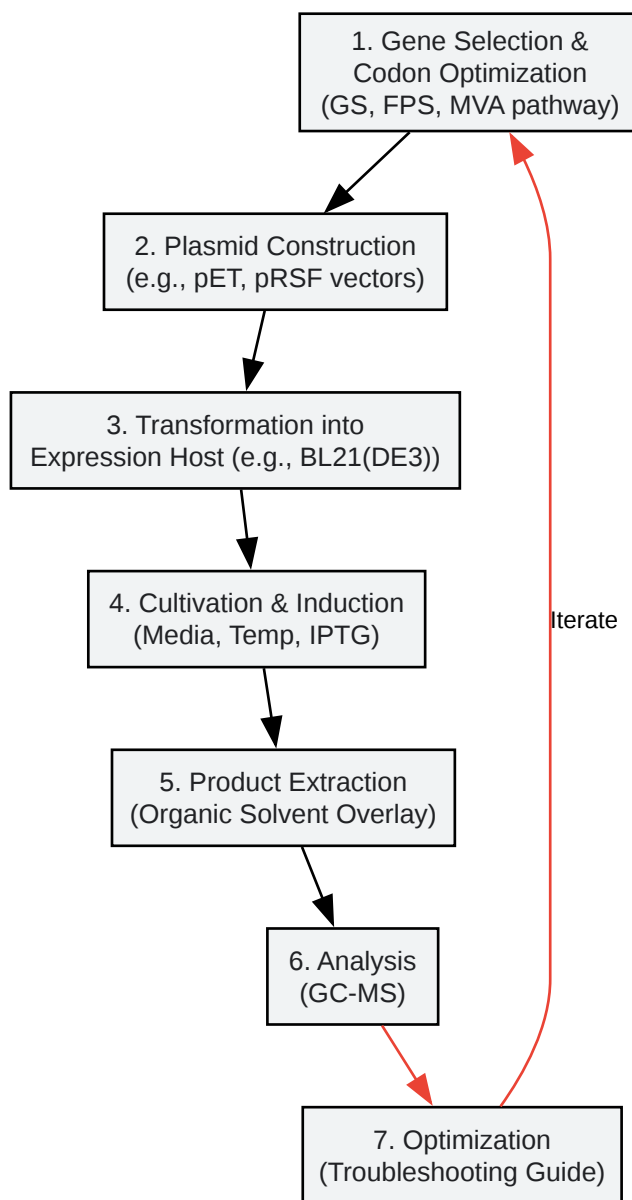 1. Gene Selection &
Codon Optimization
(GS, FPS, MVA pathway)
2. Plasmid Construction
(e.g., pET, pRSF vectors)
3. Transformation into
Expression Host (e.g., BL21(DE3))
4. Cultivation & Induction
(Media, Temp, IPTG)
Iterate
5. Product Extraction
(Organic Solvent Overlay)
6. Analysis
(GC-MS)
7. Optimization
(Troubleshooting Guide)